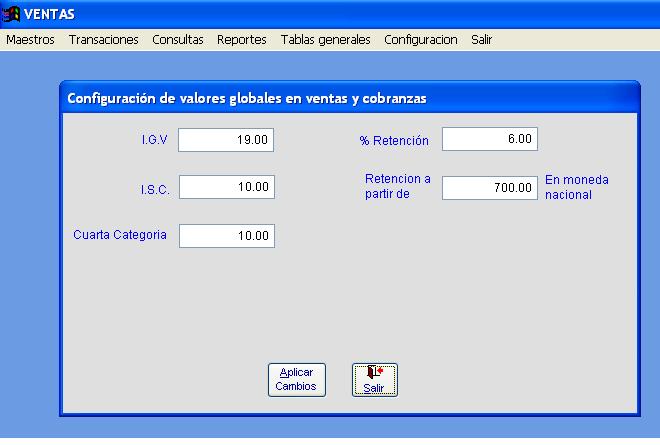 VENTAS
Maestros Transaciones Consultas Reportes Tablas generales Configuracion Salir
Configuración de valores globales en ventas y cobranzas
I.G.V 19.00 % Retención 6.00
I.S.C. 10.00 Retencion a partir de 700.00 En moneda nacional
Cuarta Categoria 10.00
Aplicar
Cambios
Salir